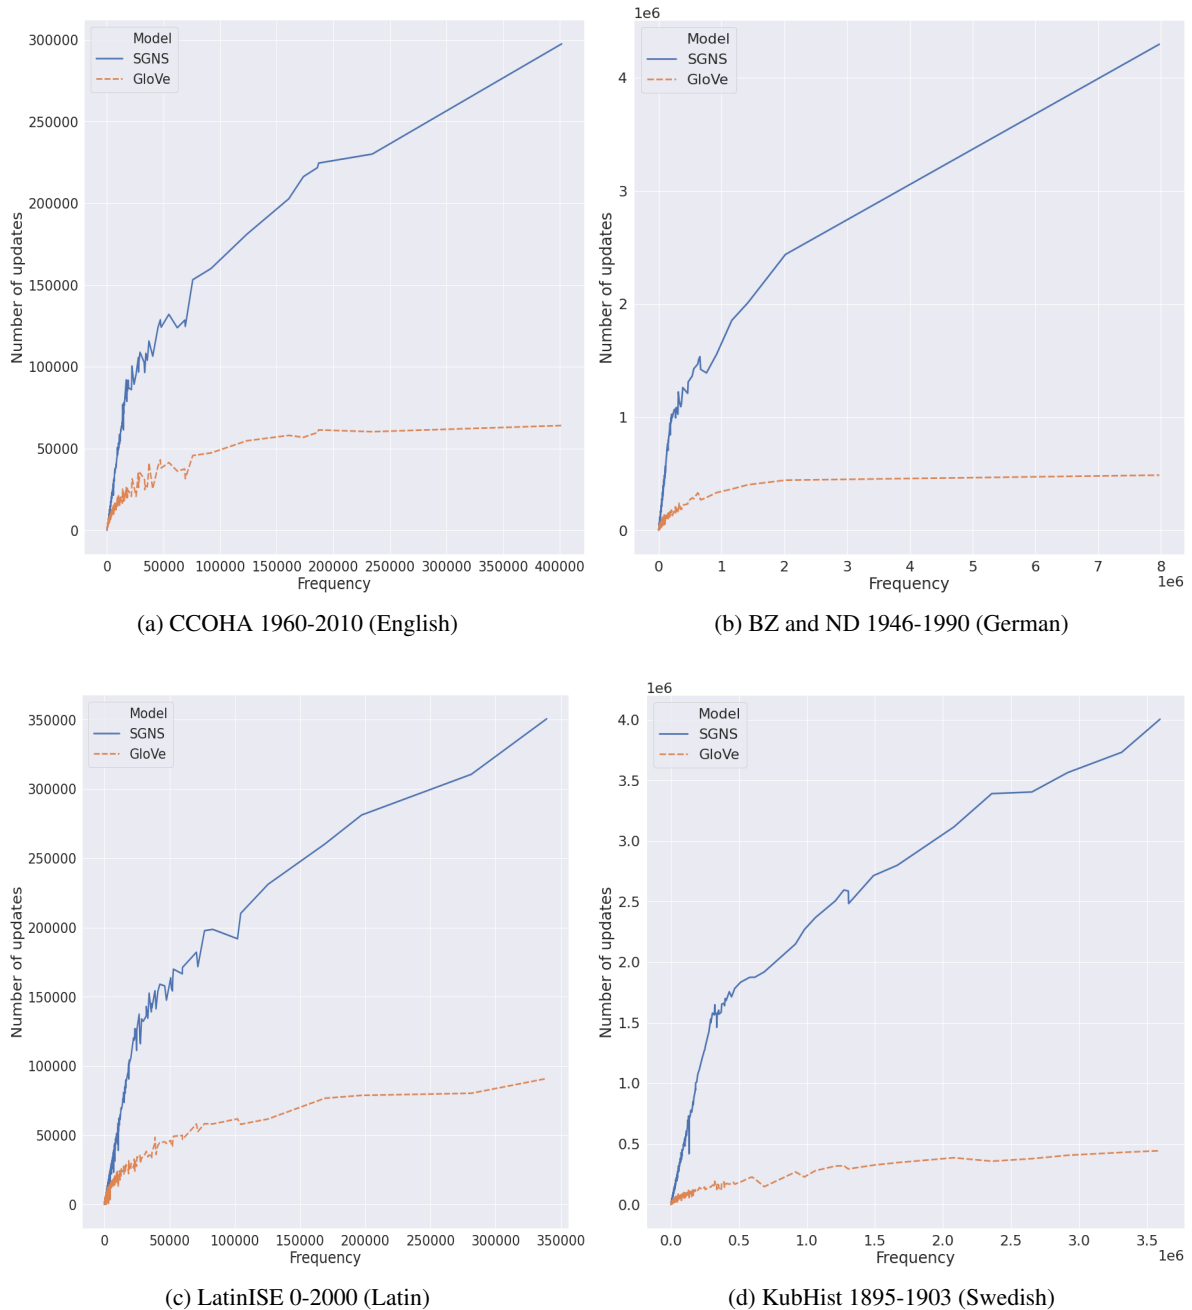 Model
SGNS
GloVe
300000
250000
200000
150000
100000
50000
0
Number of updates
0 50000 100000 150000 200000 250000 300000 350000 400000
Frequency
(a) CCOHA 1960-2010 (English)
1e6
Model
SGNS
GloVe
4
3
2
1
0
Number of updates
0 1 2 3 4 5 6 7 8
1e6
Frequency
(b) BZ and ND 1946-1990 (German)
Model
SGNS
GloVe
350000
300000
250000
200000
150000
100000
50000
0
Number of updates
0 50000 100000 150000 200000 250000 300000 350000
Frequency
(c) LatinISE 0-2000 (Latin)
1e6
Model
SGNS
GloVe
4.0
3.5
3.0
2.5
2.0
1.5
1.0
0.5
0.0
Number of updates
0.0 0.5 1.0 1.5 2.0 2.5 3.0 3.5
1e6
Frequency
(d) KubHist 1895-1903 (Swedish)